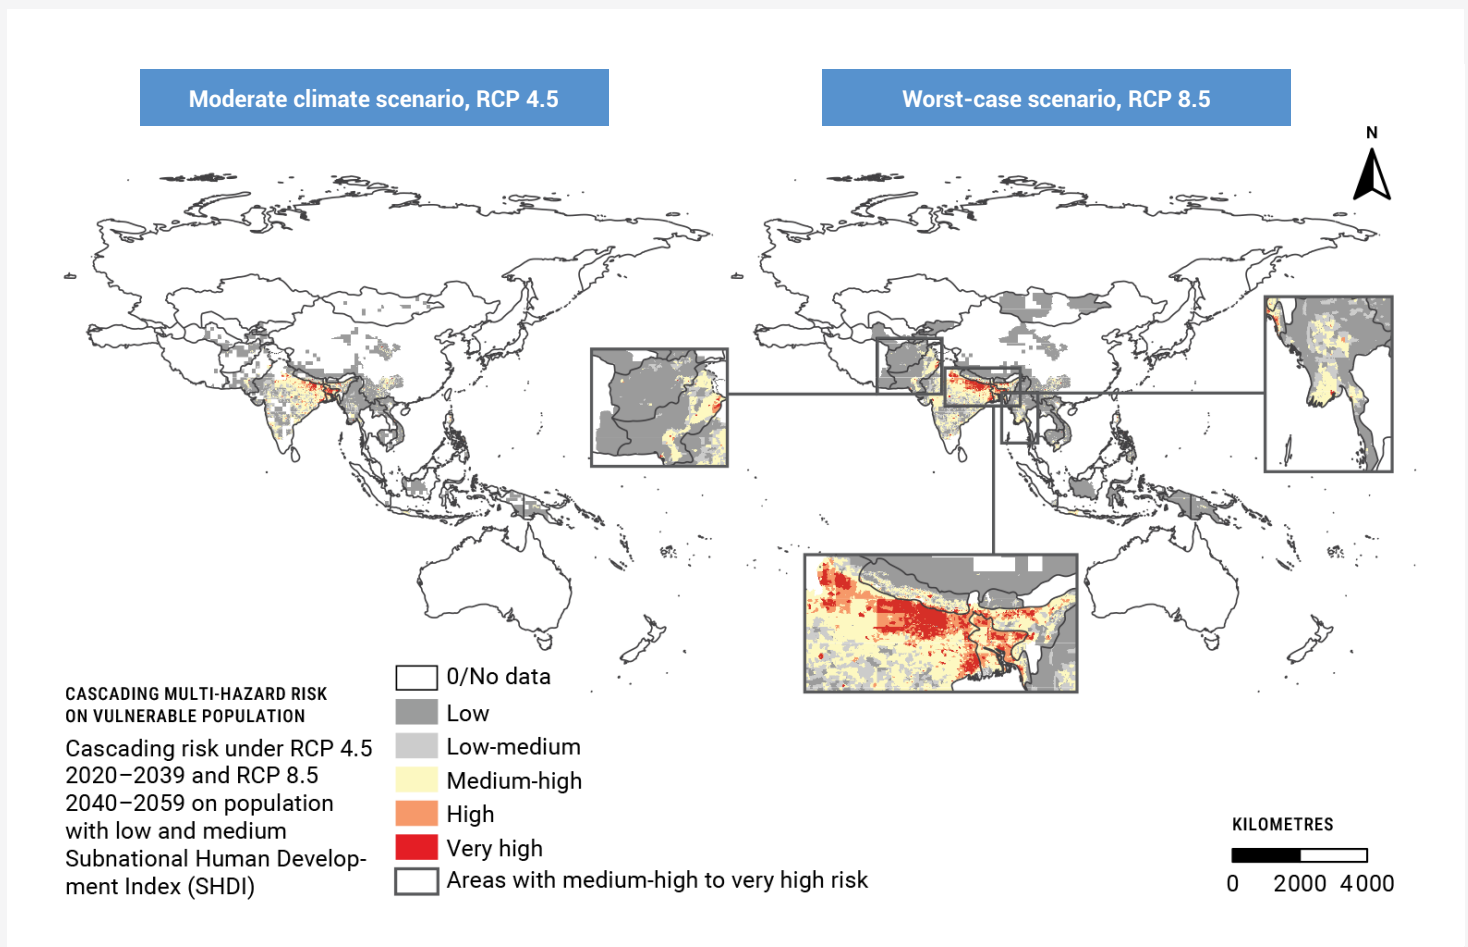 Moderate climate scenario, RCP 4.5
Worst-case scenario, RCP 8.5
N
CASCADING MULTI-HAZARD RISK
ON VULNERABLE POPULATION
Cascading risk under RCP 4.5
2020–2039 and RCP 8.5
2040–2059 on population
with low and medium
Subnational Human Develop-
ment Index (SHDI)
0/No data
Low
Low-medium
Medium-high
High
Very high
Areas with medium-high to very high risk
KILOMETRES
0 2000 4000